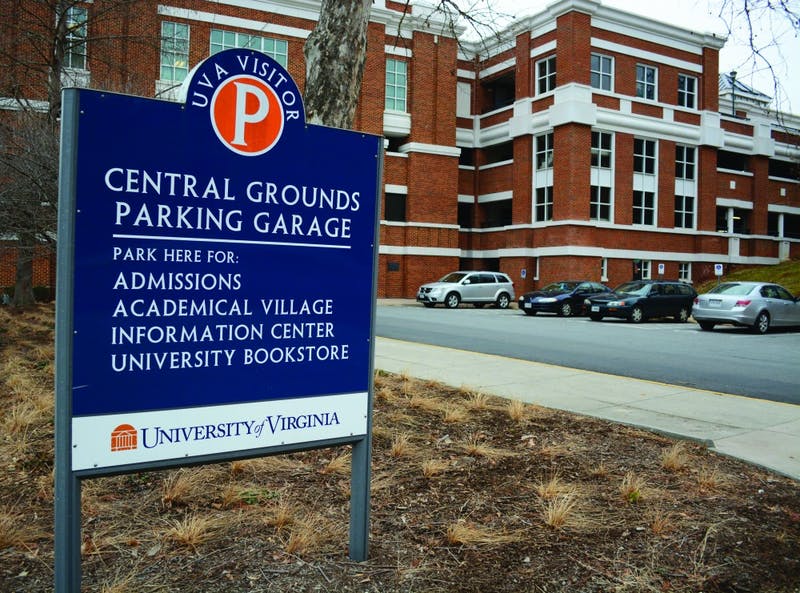 UVA VISITOR
P
CENTRAL GROUNDS
PARKING GARAGE
PARK HERE FOR:
ADMISSIONS
ACADEMICAL VILLAGE
INFORMATION CENTER
UNIVERSITY BOOKSTORE
UNIVERSITY of VIRGINIA